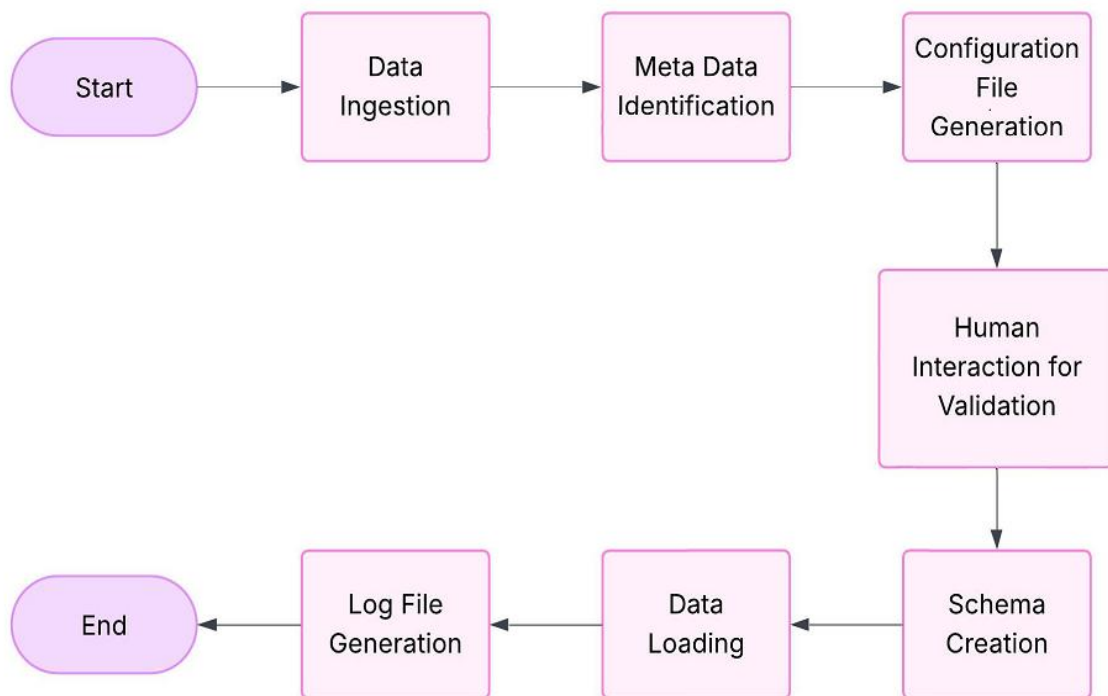 Start
Data
Ingestion
Meta Data
Identification
Configuration
File
Generation
Human
Interaction for
Validation
Schema
Creation
Data
Loading
Log File
Generation
End